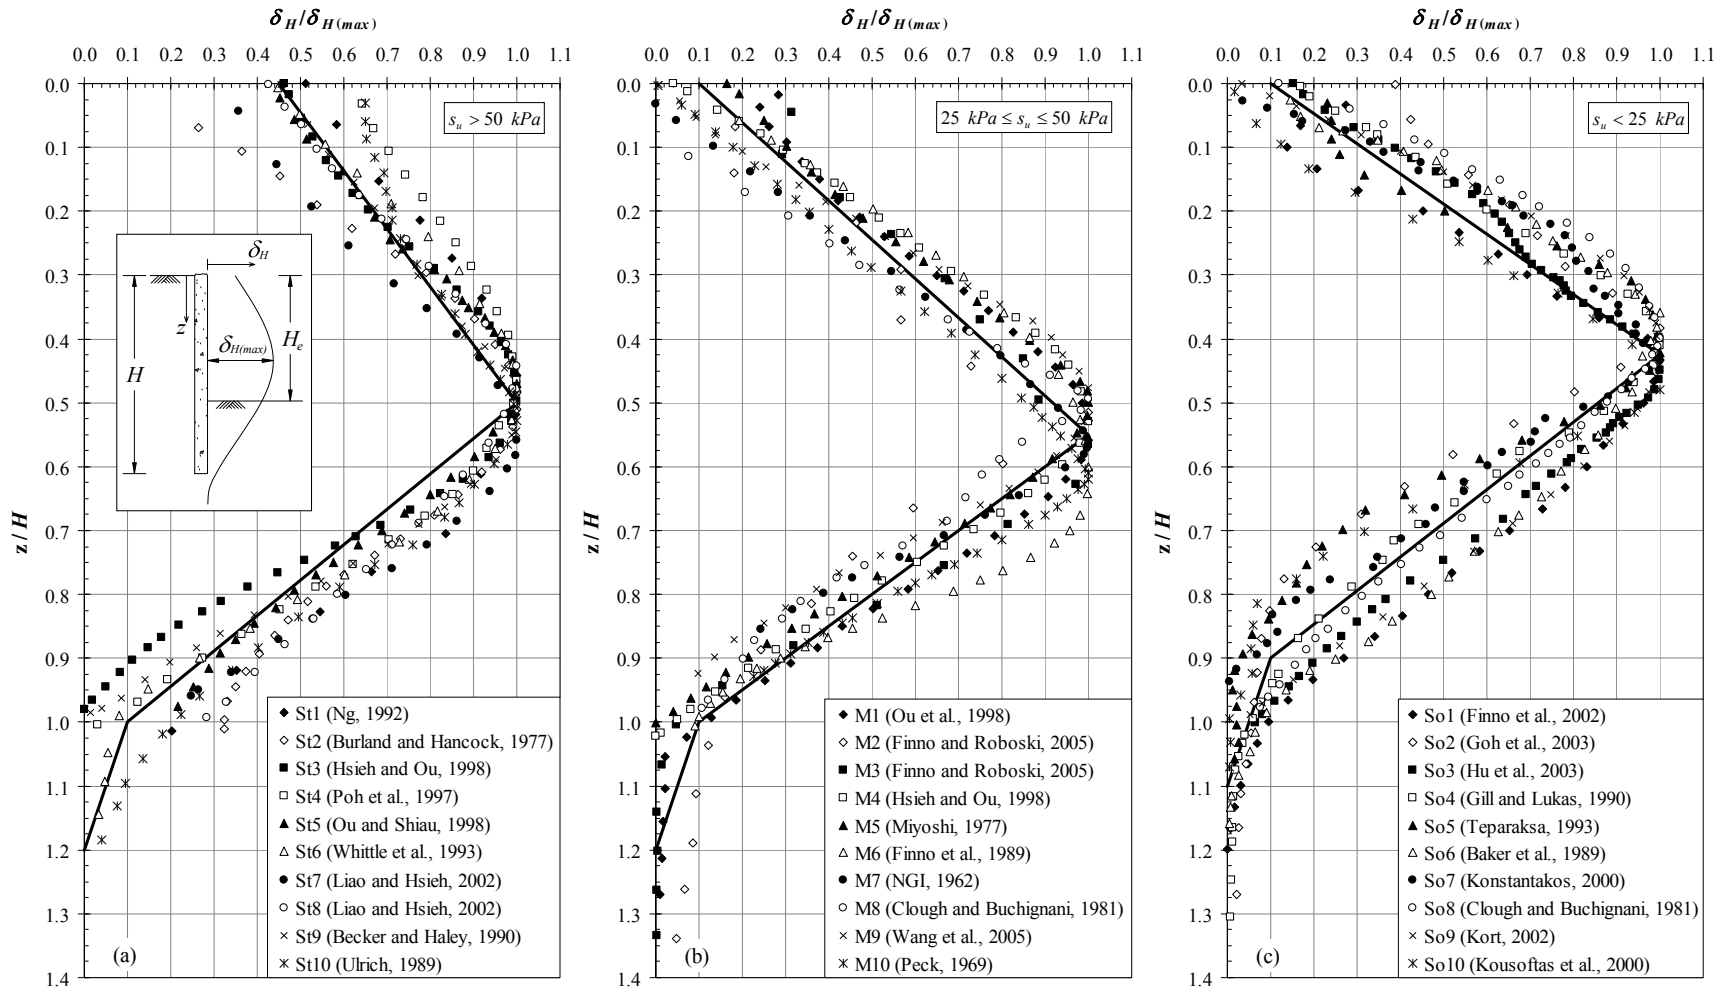 δH/δH(max)
0.0 0.1 0.2 0.3 0.4 0.5 0.6 0.7 0.8 0.9 1.0 1.1
0.0
0.1
0.2
0.3
0.4
0.5
0.6
0.7
0.8
0.9
1.0
1.1
1.2
1.3
1.4
z / H
su > 50 kPa
δH
z
δH(max)
He
H
St1 (Ng, 1992)
St2 (Burland and Hancock, 1977)
St3 (Hsieh and Ou, 1998)
St4 (Poh et al., 1997)
St5 (Ou and Shiau, 1998)
St6 (Whittle et al., 1993)
St7 (Liao and Hsieh, 2002)
St8 (Liao and Hsieh, 2002)
St9 (Becker and Haley, 1990)
St10 (Ulrich, 1989)
(a)
δH/δH(max)
0.0 0.1 0.2 0.3 0.4 0.5 0.6 0.7 0.8 0.9 1.0 1.1
0.0
0.1
0.2
0.3
0.4
0.5
0.6
0.7
0.8
0.9
1.0
1.1
1.2
1.3
1.4
z / H
25 kPa ≤ su ≤ 50 kPa
M1 (Ou et al., 1998)
M2 (Finno and Roboski, 2005)
M3 (Finno and Roboski, 2005)
M4 (Hsieh and Ou, 1998)
M5 (Miyoshi, 1977)
M6 (Finno et al., 1989)
M7 (NGI, 1962)
M8 (Clough and Buchignani, 1981)
M9 (Wang et al., 2005)
M10 (Peck, 1969)
(b)
δH/δH(max)
0.0 0.1 0.2 0.3 0.4 0.5 0.6 0.7 0.8 0.9 1.0 1.1
0.0
0.1
0.2
0.3
0.4
0.5
0.6
0.7
0.8
0.9
1.0
1.1
1.2
1.3
1.4
z / H
su < 25 kPa
So1 (Finno et al., 2002)
So2 (Goh et al., 2003)
So3 (Hu et al., 2003)
So4 (Gill and Lukas, 1990)
So5 (Teparaksa, 1993)
So6 (Baker et al., 1989)
So7 (Konstantakos, 2000)
So8 (Clough and Buchignani, 1981)
So9 (Kort, 2002)
So10 (Kousoftas et al., 2000)
(c)